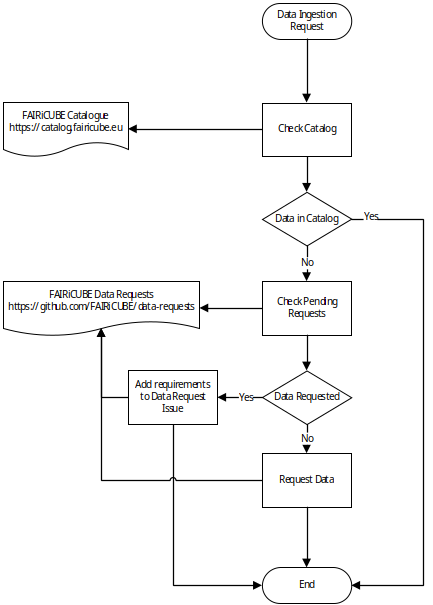 Data Ingestion
Request
FAIRiCUBE Catalogue
https://catalog.fairicube.eu
Check Catalog
Data in Catalog
Yes
No
FAIRiCUBE Data Requests
https://github.com/FAIRiCUBE/data-requests
Check Pending
Requests
Add requirements
to Data Request
Issue
Yes
Data Requested
No
Request Data
End